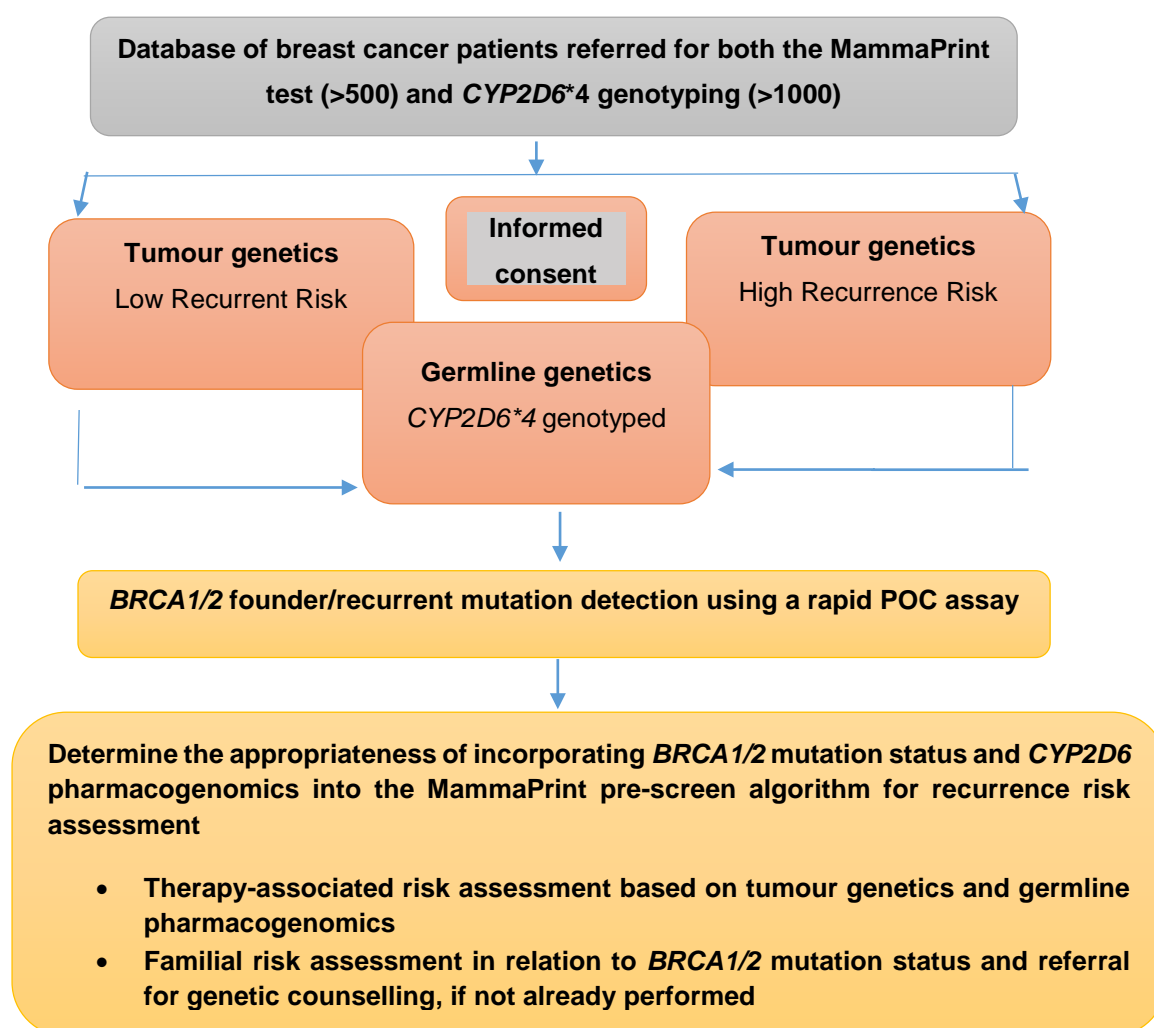 Database of breast cancer patients referred for both the MammaPrint
test (>500) and CYP2D6*4 genotyping (>1000)
Tumour genetics
Low Recurrent Risk
Informed
consent
Tumour genetics
High Recurrence Risk
Germline genetics
CYP2D6*4 genotyped
BRCA1/2 founder/recurrent mutation detection using a rapid POC assay
Determine the appropriateness of incorporating BRCA1/2 mutation status and CYP2D6
pharmacogenomics into the MammaPrint pre-screen algorithm for recurrence risk
assessment
• Therapy-associated risk assessment based on tumour genetics and germline
pharmacogenomics
• Familial risk assessment in relation to BRCA1/2 mutation status and referral
for genetic counselling, if not already performed